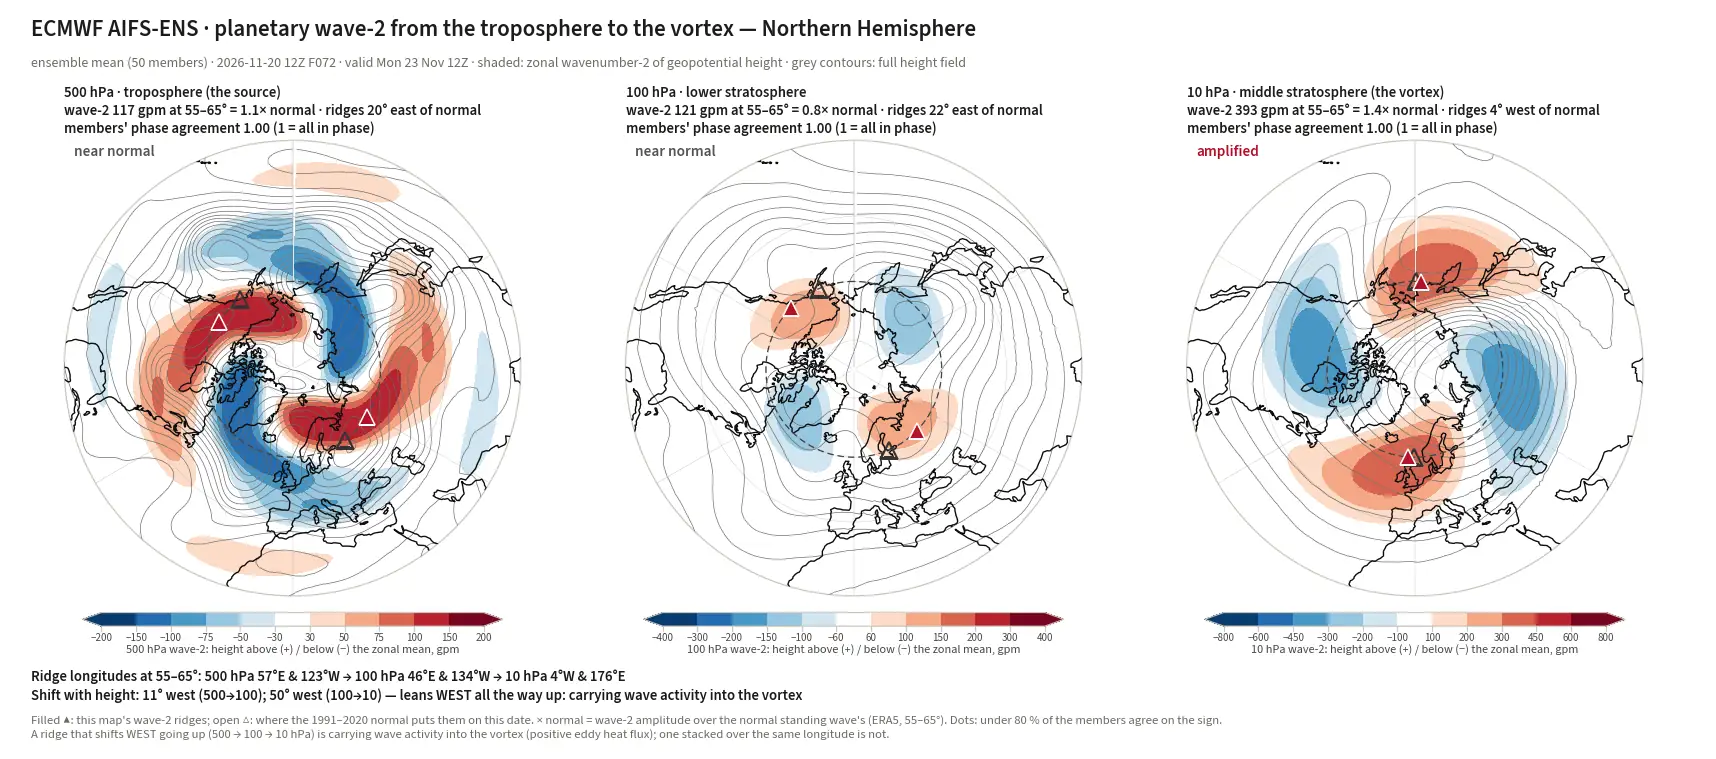 ECMWF AIFS-ENS · planetary wave-2 from the troposphere to the vortex — Northern Hemisphere
ensemble mean (50 members) · 2026-11-20 12Z F072 · valid Mon 23 Nov 12Z · shaded: zonal wavenumber-2 of geopotential height · grey contours: full height field
500 hPa · troposphere (the source)
wave-2 117 gpm at 55–65° = 1.1× normal · ridges 20° east of normal
members' phase agreement 1.00 (1 = all in phase)
near normal
100 hPa · lower stratosphere
wave-2 121 gpm at 55–65° = 0.8× normal · ridges 22° east of normal
members' phase agreement 1.00 (1 = all in phase)
near normal
10 hPa · middle stratosphere (the vortex)
wave-2 393 gpm at 55–65° = 1.4× normal · ridges 4° west of normal
members' phase agreement 1.00 (1 = all in phase)
amplified
−200 −150 −100 −75 −50 −30 30 50 75 100 150 200
500 hPa wave-2: height above (+) / below (−) the zonal mean, gpm
−400 −300 −200 −150 −100 −60 60 100 150 200 300 400
100 hPa wave-2: height above (+) / below (−) the zonal mean, gpm
−800 −600 −450 −300 −200 −100 100 200 300 450 600 800
10 hPa wave-2: height above (+) / below (−) the zonal mean, gpm
Ridge longitudes at 55–65°: 500 hPa 57°E & 123°W → 100 hPa 46°E & 134°W → 10 hPa 4°W & 176°E
Shift with height: 11° west (500→100); 50° west (100→10) — leans WEST all the way up: carrying wave activity into the vortex
Filled ▲: this map's wave-2 ridges; open △: where the 1991–2020 normal puts them on this date. × normal = wave-2 amplitude over the normal standing wave's (ERA5, 55–65°). Dots: under 80 % of the members agree on the sign.
A ridge that shifts WEST going up (500 → 100 → 10 hPa) is carrying wave activity into the vortex (positive eddy heat flux); one stacked over the same longitude is not.